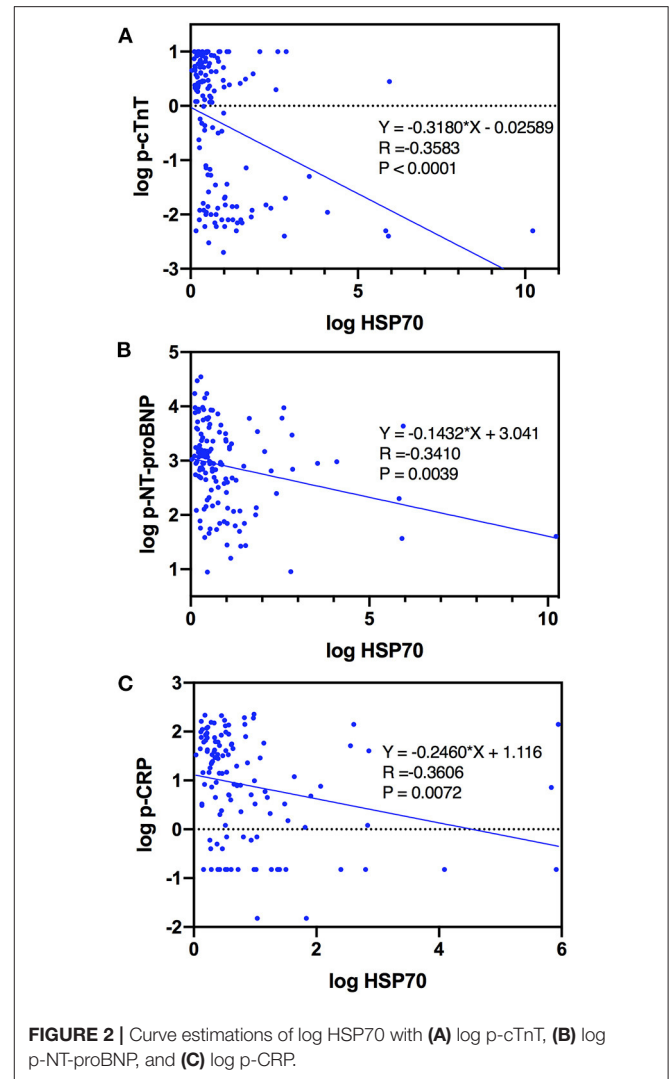 A
log p-cTnT
1
0
-1
-2
-3
Y = -0.3180*X - 0.02589
R =-0.3583
P < 0.0001
0
5
10
log HSP70
B
log p-NT-proBNP
5
4
3
2
1
Y = -0.1432*X + 3.041
R =-0.3410
P = 0.0039
0
5
10
log HSP70
C
log p-CRP
3
2
1
0
-1
-2
Y = -0.2460*X + 1.116
R =-0.3606
P = 0.0072
0
2
4
6
log HSP70
FIGURE 2 | Curve estimations of log HSP70 with (A) log p-cTnT, (B) log
p-NT-proBNP, and (C) log p-CRP.